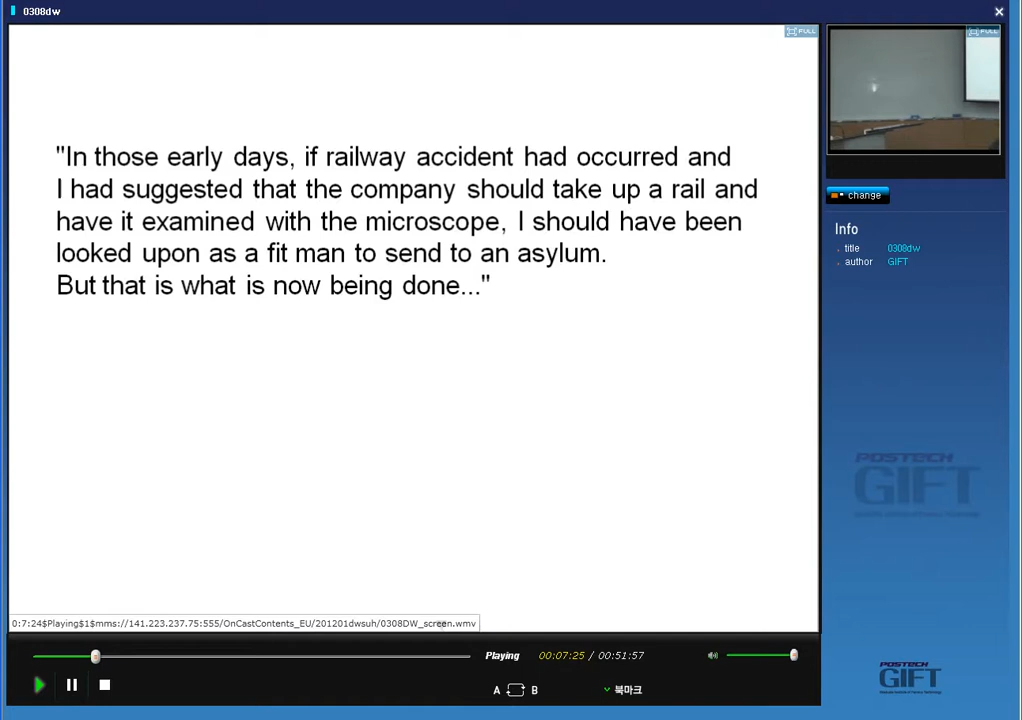 0308dw
FULL
FULL
"In those early days, if railway accident had occurred and
I had suggested that the company should take up a rail and
have it examined with the microscope, I should have been
looked upon as a fit man to send to an asylum.
But that is what is now being done..."
change
Info
title 0308dw
author GIFT
POSTECH
GIFT
0:7:24$Playing$1$mms://141.223.237.75:555/OnCastContents_EU/201201dwsuh/0308DW_screen.wmv
Playing 00:07:25 / 00:51:57
A B
북마크
POSTECH
GIFT